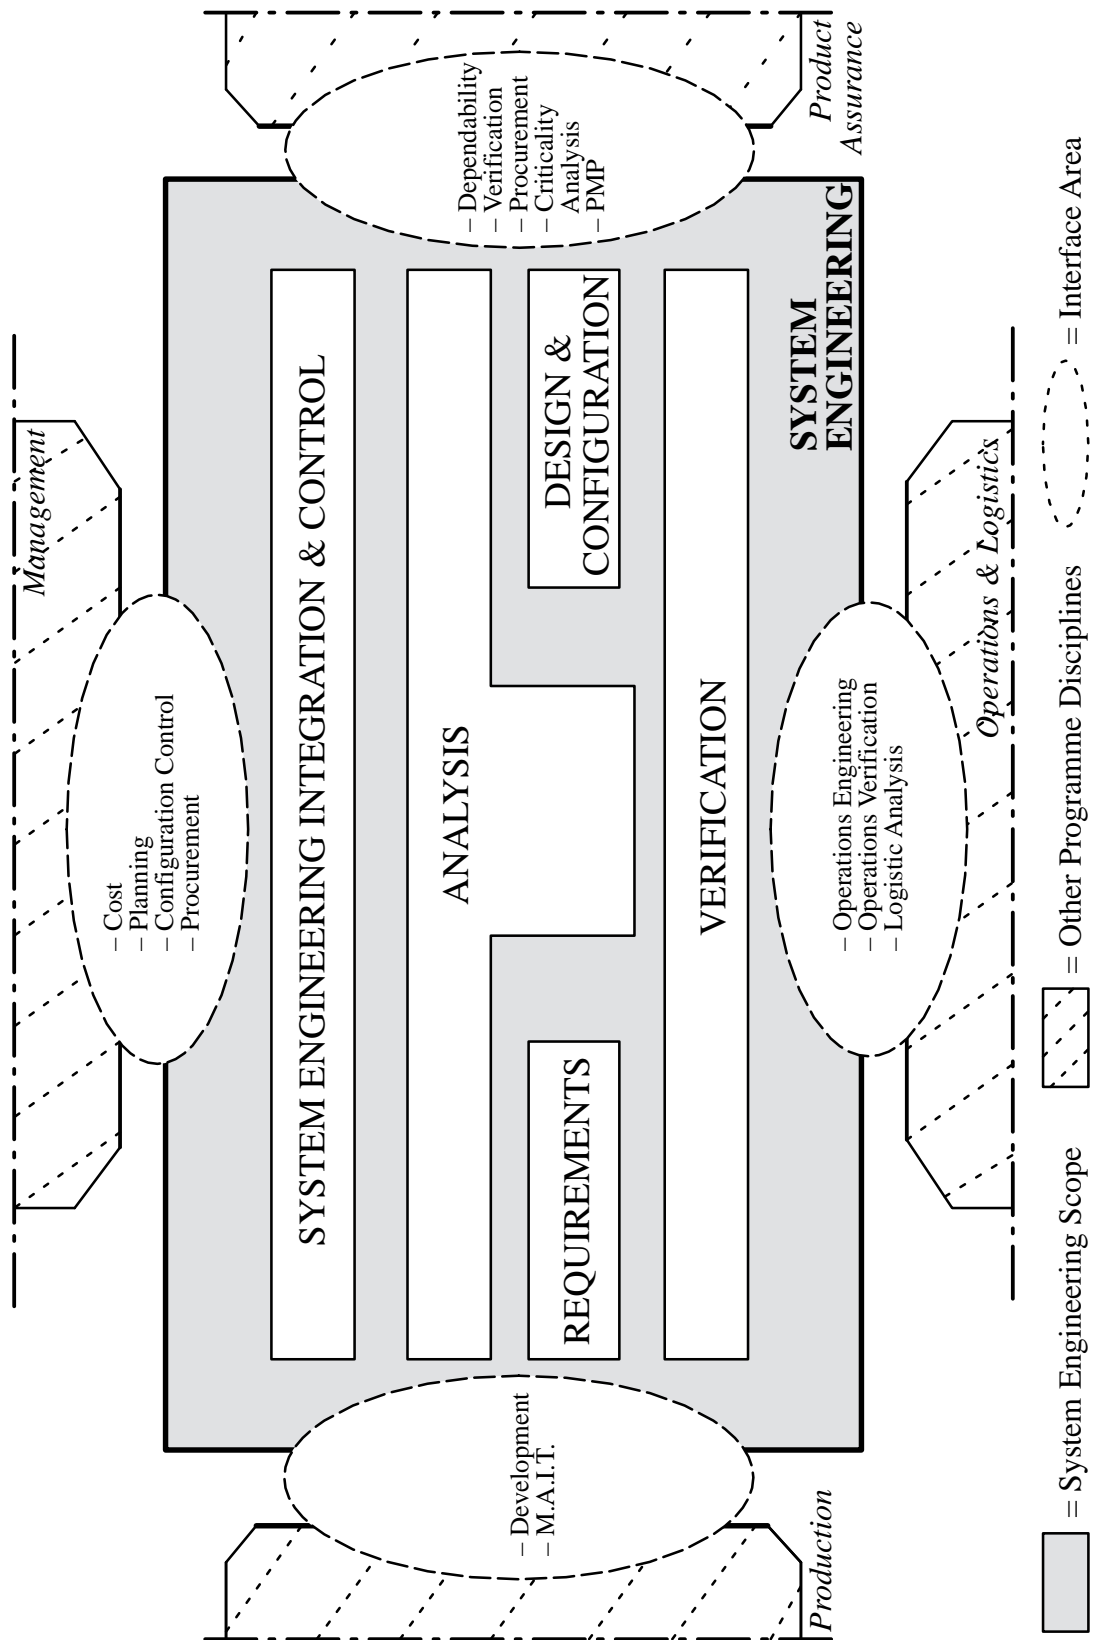 Management
– Cost
– Planning
– Configuration Control
– Procurement
Production
– Development
– M.A.I.T.
SYSTEM ENGINEERING INTEGRATION & CONTROL
ANALYSIS
REQUIREMENTS
DESIGN &
CONFIGURATION
VERIFICATION
SYSTEM
ENGINEERING
– Dependability
– Verification
– Procurement
– Criticality
Analysis
– PMP
Product
Assurance
– Operations Engineering
– Operations Verification
– Logistic Analysis
Operations & Logistics
= System Engineering Scope
= Other Programme Disciplines
= Interface Area